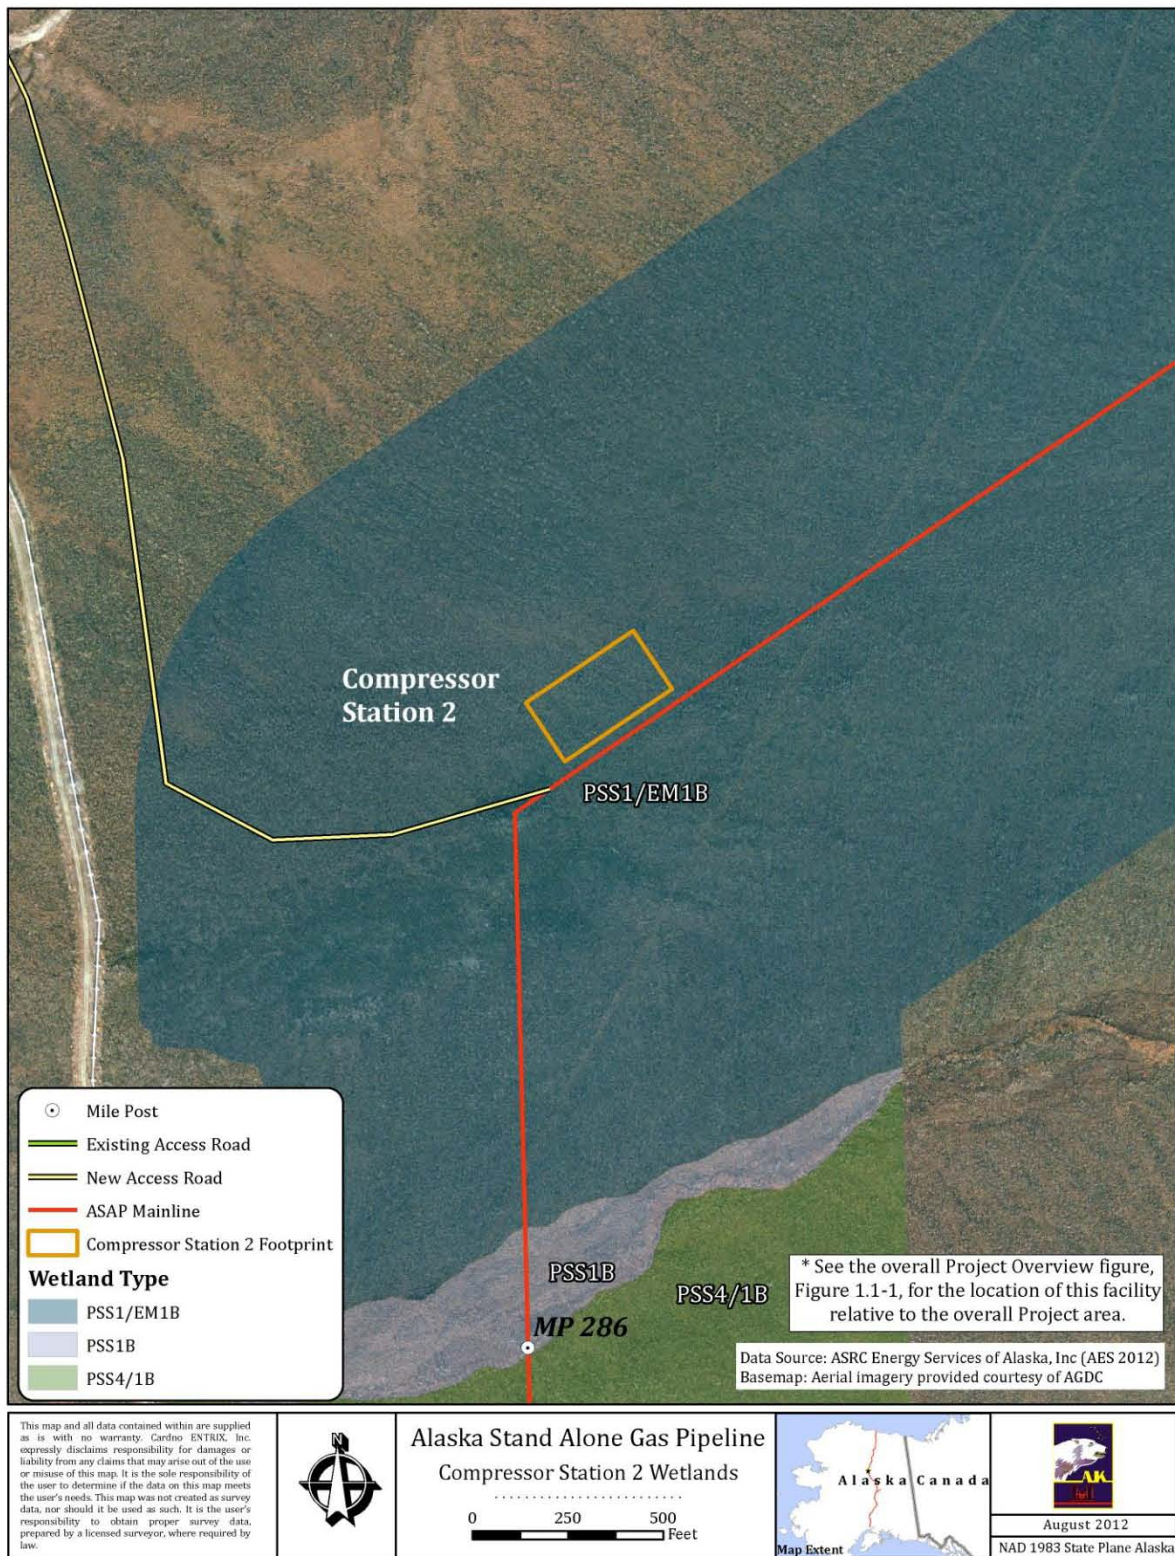 Compressor
Station 2
PSS1/EM1B
PSS1B
PSS4/1B
MP 286
Mile Post
Existing Access Road
New Access Road
ASAP Mainline
Compressor Station 2 Footprint
Wetland Type
PSS1/EM1B
PSS1B
PSS4/1B
* See the overall Project Overview figure,
Figure 1.1-1, for the location of this facility
relative to the overall Project area.
Data Source: ASRC Energy Services of Alaska, Inc (AES 2012)
Basemap: Aerial imagery provided courtesy of AGDC
This map and all data contained within are supplied
as is with no warranty. Cardno ENTRIX, Inc.
expressly disclaims responsibility for damages or
liability from any claims that may arise out of the use
or misuse of this map. It is the sole responsibility of
the user to determine if the data on this map meets
the user's needs. This map was not created as survey
data, nor should it be used as such. It is the user's
responsibility to obtain proper survey data,
prepared by a licensed surveyor, where required by
law.
N
Alaska Stand Alone Gas Pipeline
Compressor Station 2 Wetlands
0 250 500
Feet
Alaska Canada
Map Extent
AK
August 2012
NAD 1983 State Plane Alaska